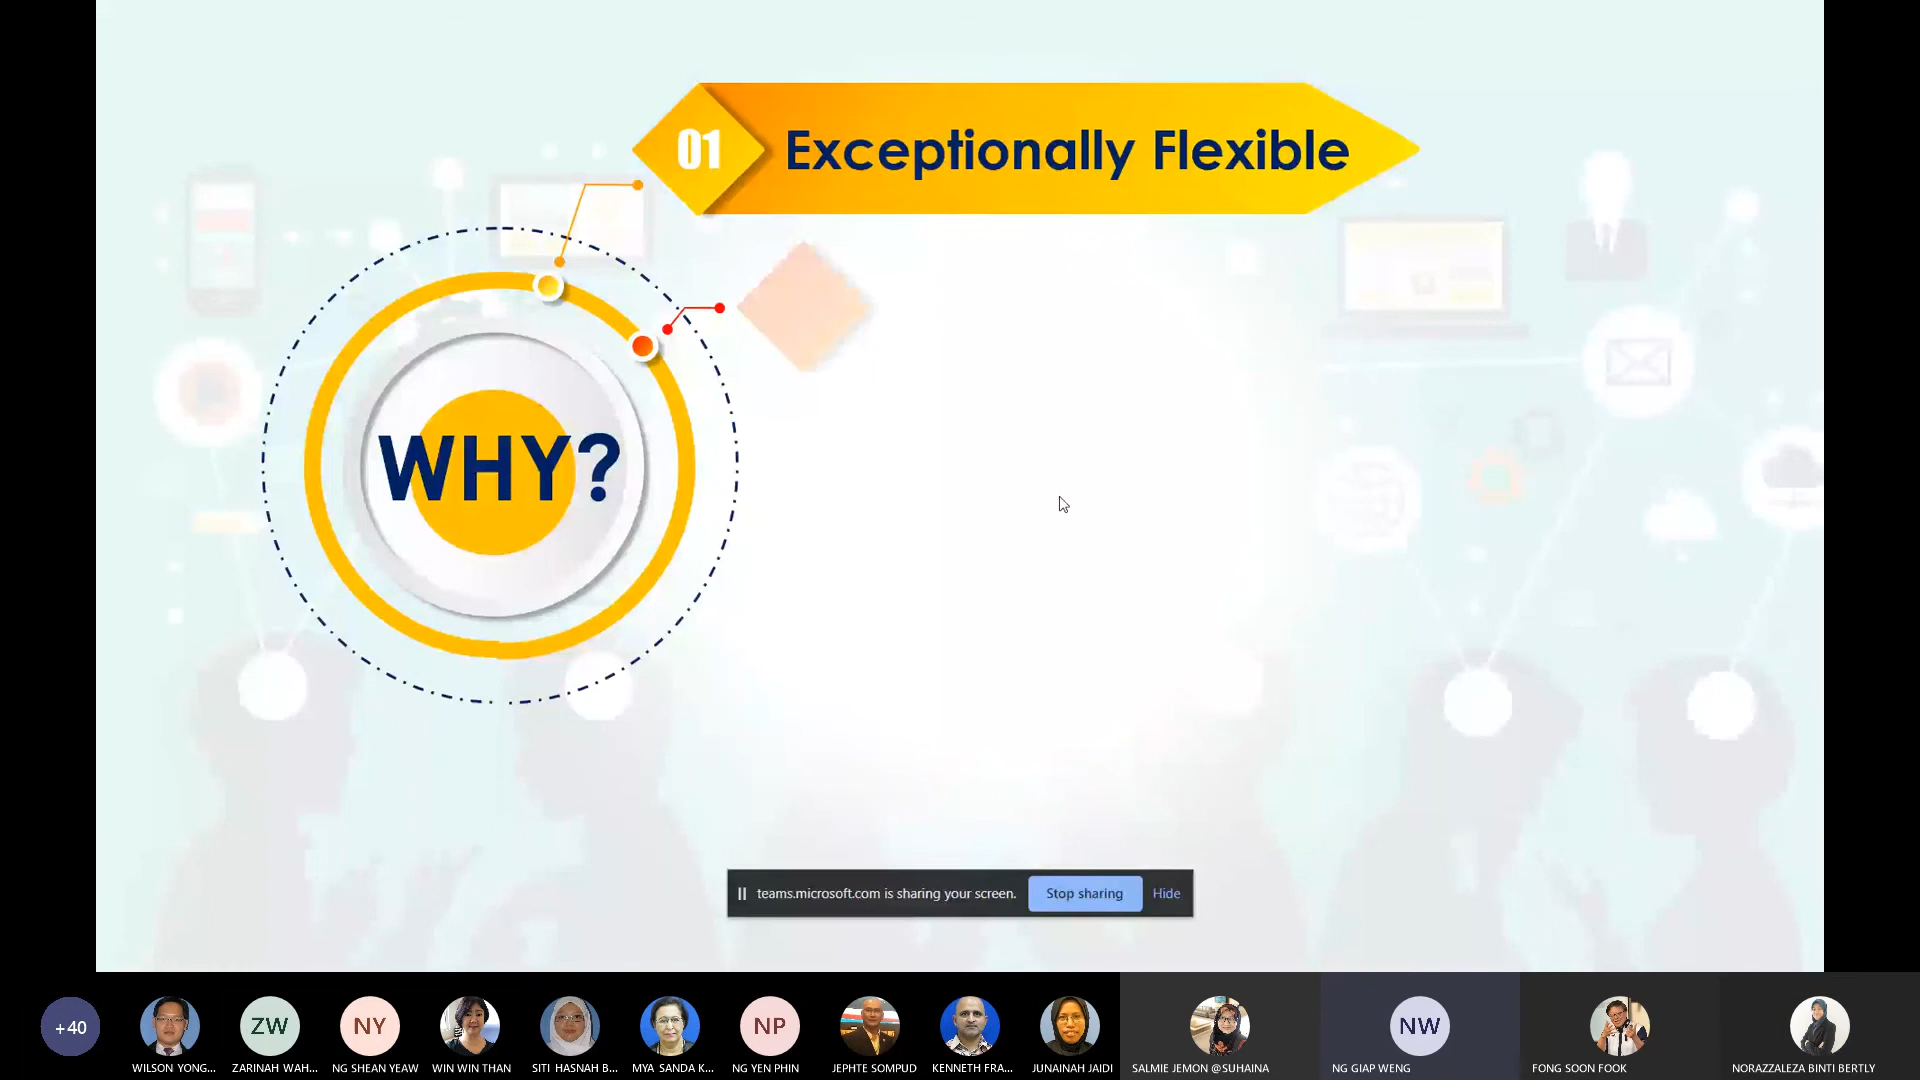 01
Exceptionally Flexible
WHY?
teams.microsoft.com is sharing your screen.
Stop sharing
Hide
+40
ZW
NY
NP
NW
WILSON YONG...
ZARINAH WAH...
NG SHEAN YEAW
WIN WIN THAN
SITI HASNAH B...
MYA SANDA K...
NG YEN PHIN
JEPHTE SOMPUD
KENNETH FRA...
JUNAINAH JAIDI
SALMIE JEMON @SUHAINA
NG GIAP WENG
FONG SOON FOOK
NORAZZALEZA BINTI BERTLY